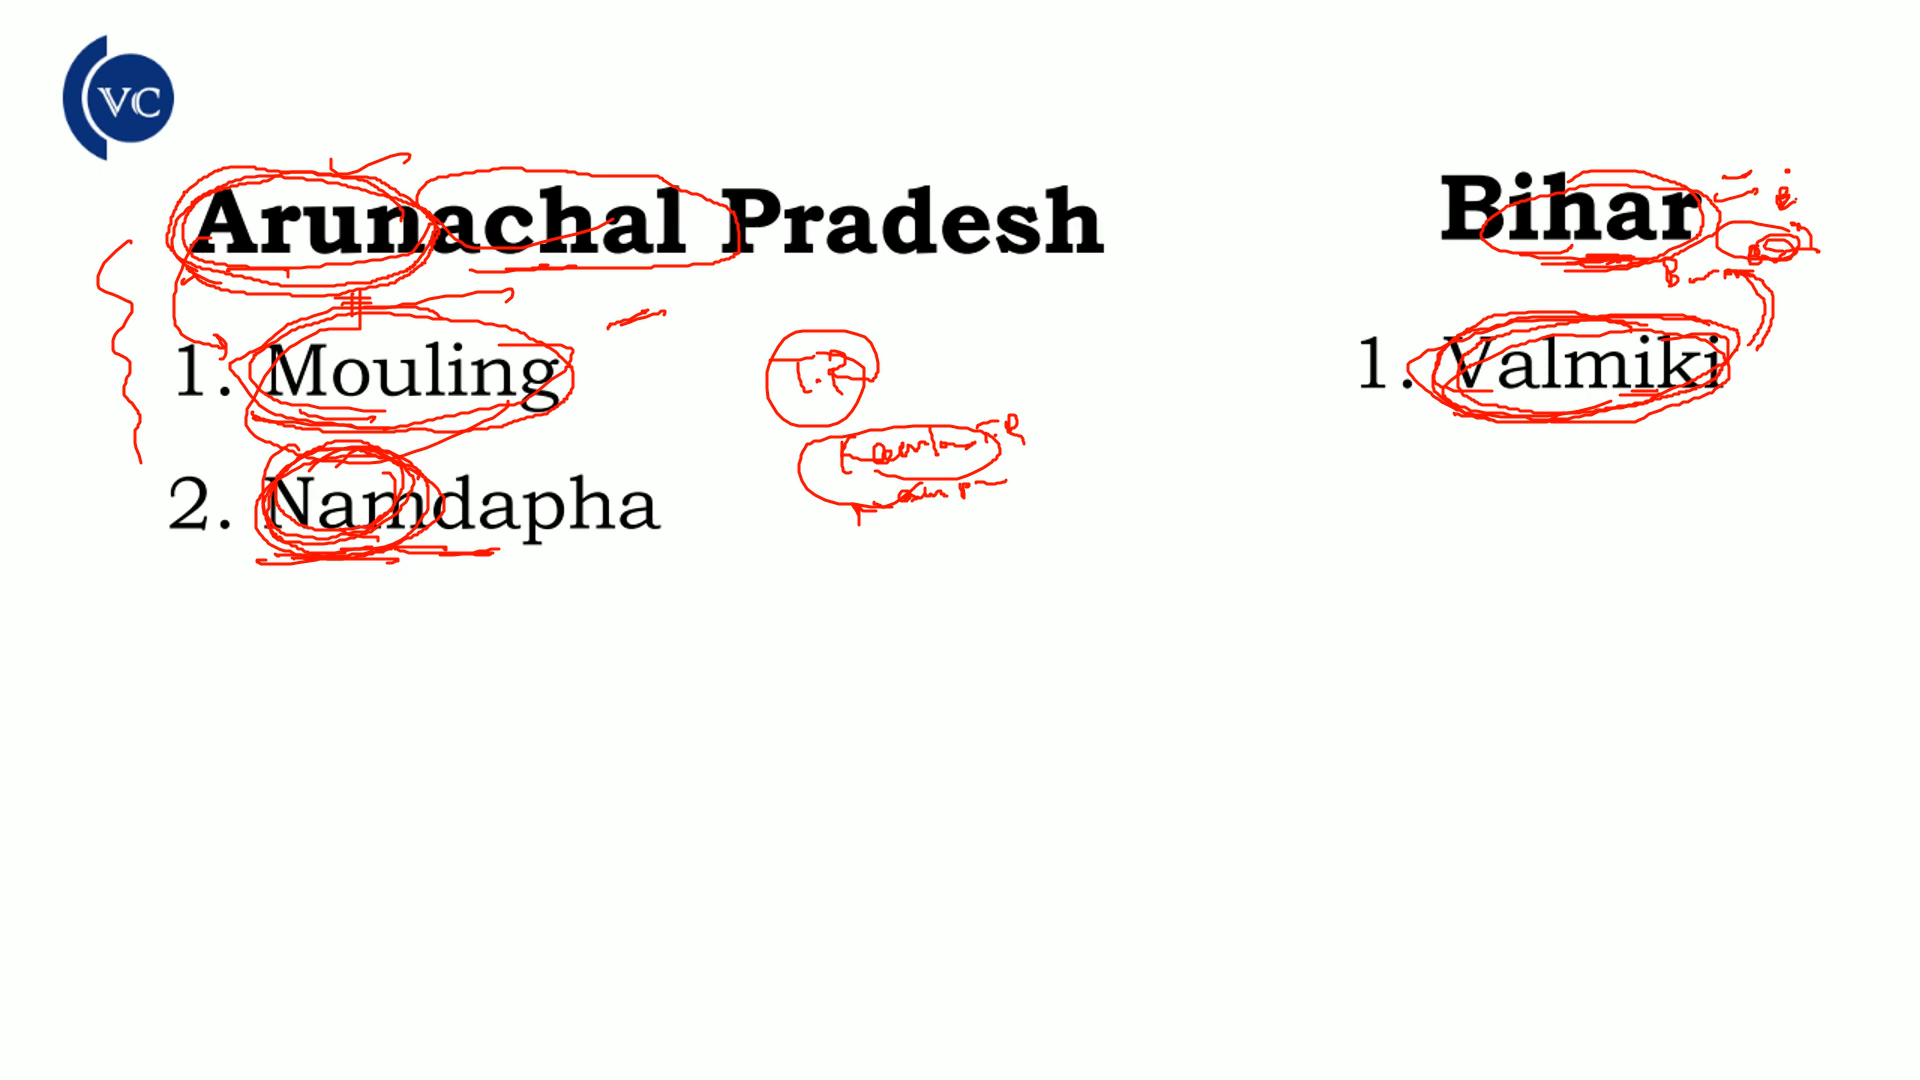 VC
Arunachal Pradesh
1. Mouling
2. Namdapha
Bihar
1. Valmiki